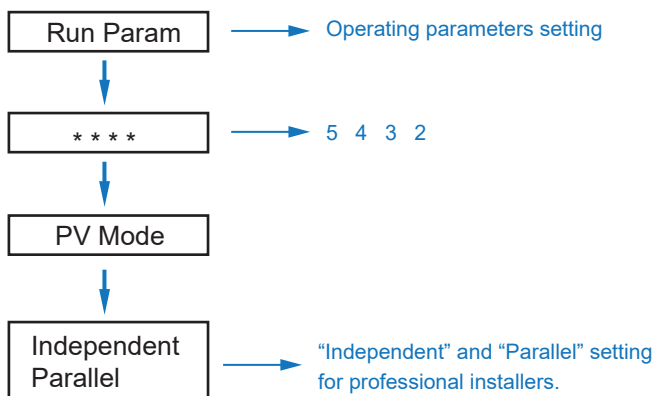 Run Param
Operating parameters setting
* * * *
5 4 3 2
PV Mode
Independent
Parallel
“Independent” and “Parallel” setting
for professional installers.